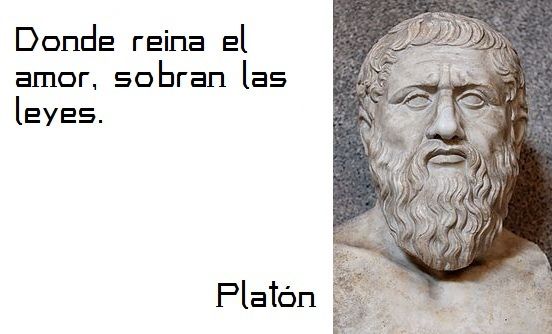 Donde reina el
amor, sobran las
leyes.
Platón